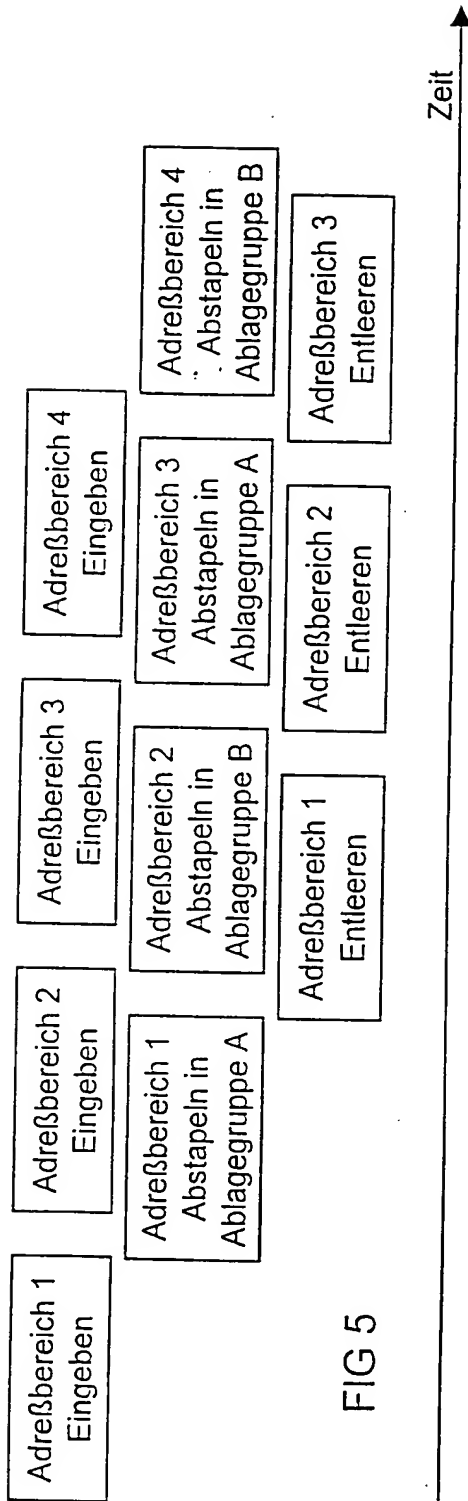 Adreßbereich 1
Eingeben
Adreßbereich 2
Eingeben
Adreßbereich 3
Eingeben
Adreßbereich 4
Eingeben
Adreßbereich 1
Abstapeln in
Ablagegruppe A
Adreßbereich 2
Abstapeln in
Ablagegruppe B
Adreßbereich 3
Abstapeln in
Ablagegruppe A
Adreßbereich 4
Abstapeln in
Ablagegruppe B
Adreßbereich 1
Entleeren
Adreßbereich 2
Entleeren
Adreßbereich 3
Entleeren
FIG 5
Zeit